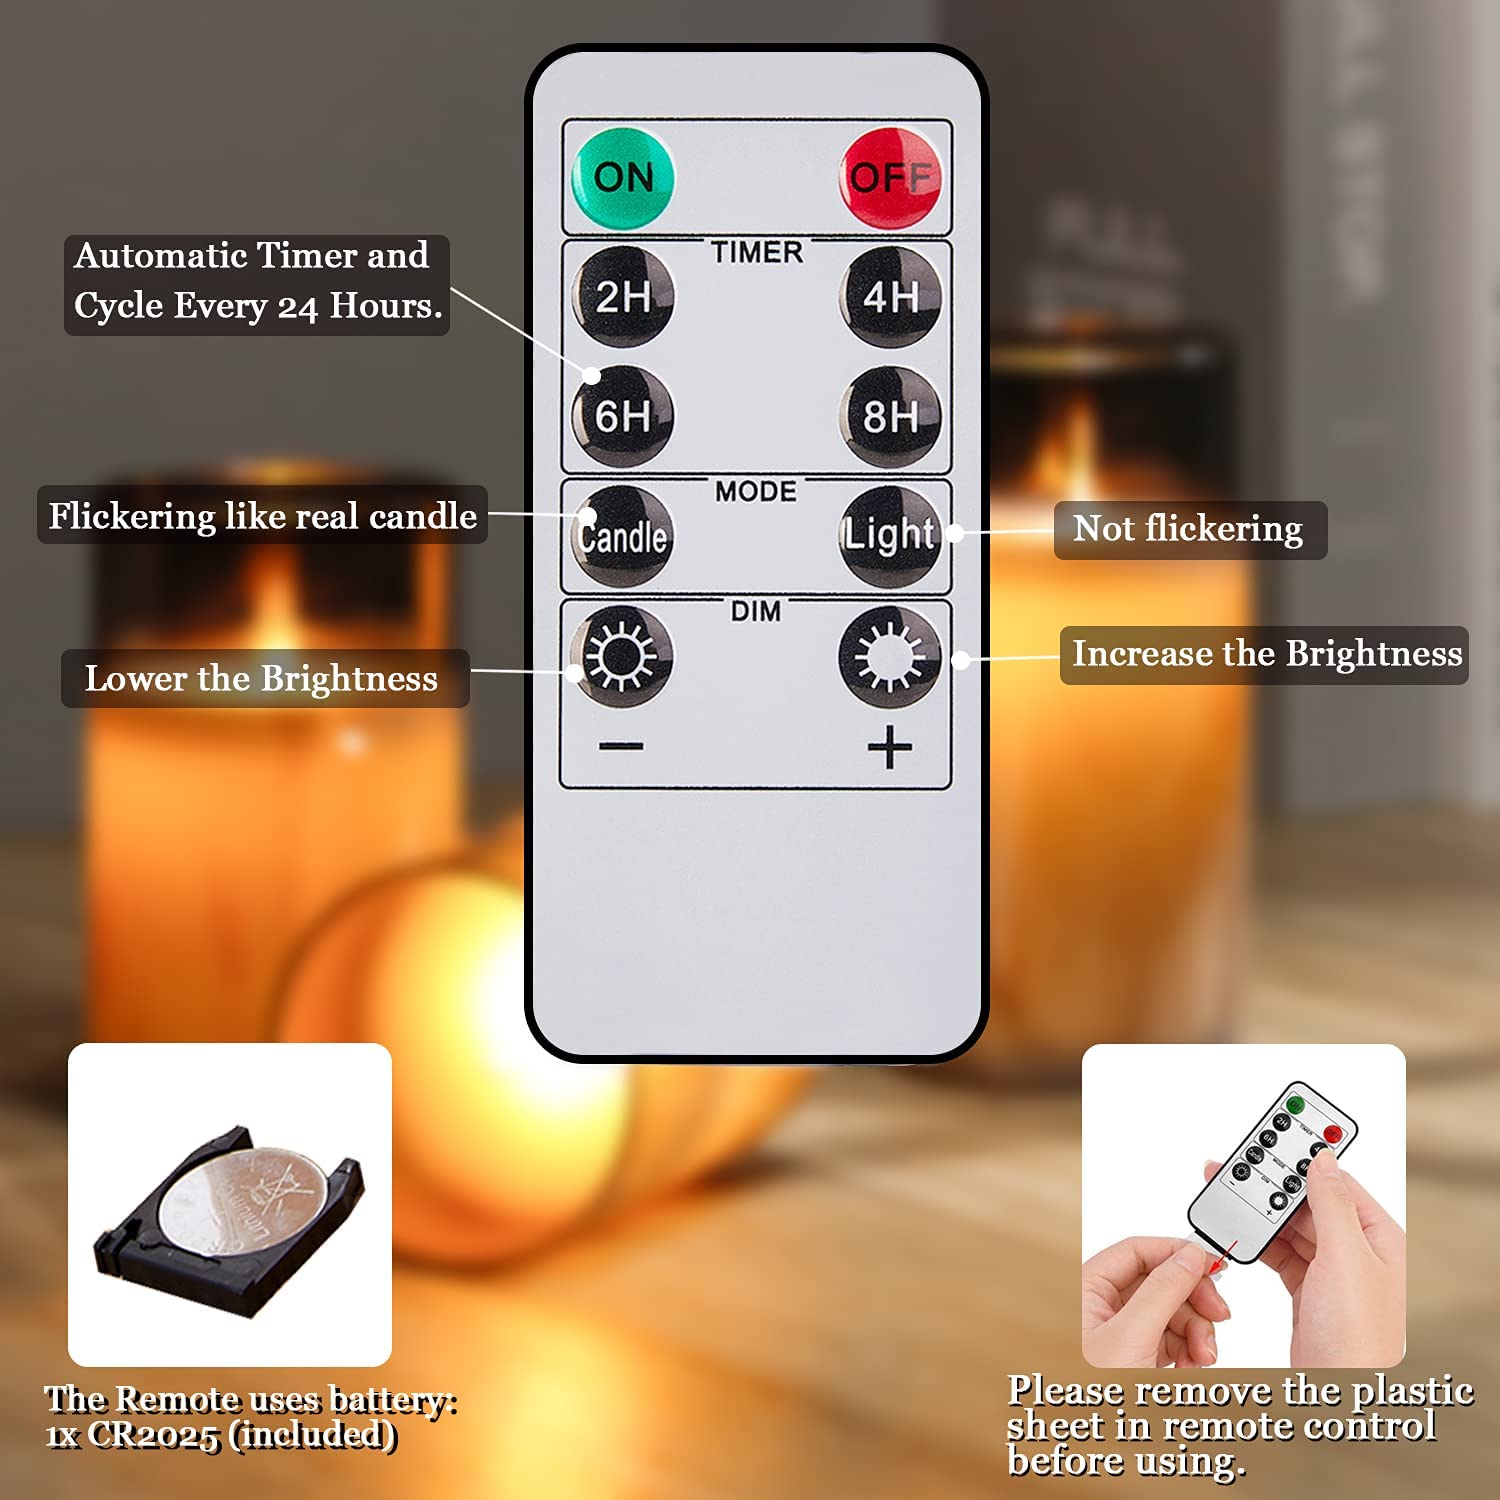 ON OFF
TIMER
Automatic Timer and
Cycle Every 24 Hours.
2H 4H
6H 8H
MODE
Flickering like real candle
Candle Light
Not flickering
DIM
Lower the Brightness
Increase the Brightness
− +
The Remote uses battery:
1x CR2025 (included)
Please remove the plastic
sheet in remote control
before using.